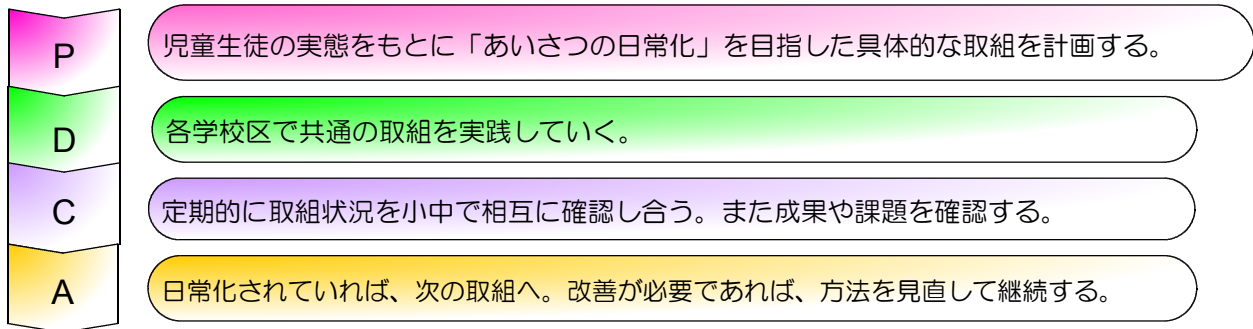 P
児童生徒の実態をもとに「あいさつの日常化」を目指した具体的な取組を計画する。
D
各学校区で共通の取組を実践していく。
C
定期的に取組状況を小中で相互に確認し合う。また成果や課題を確認する。
A
日常化されていれば、次の取組へ。改善が必要であれば、方法を見直して継続する。